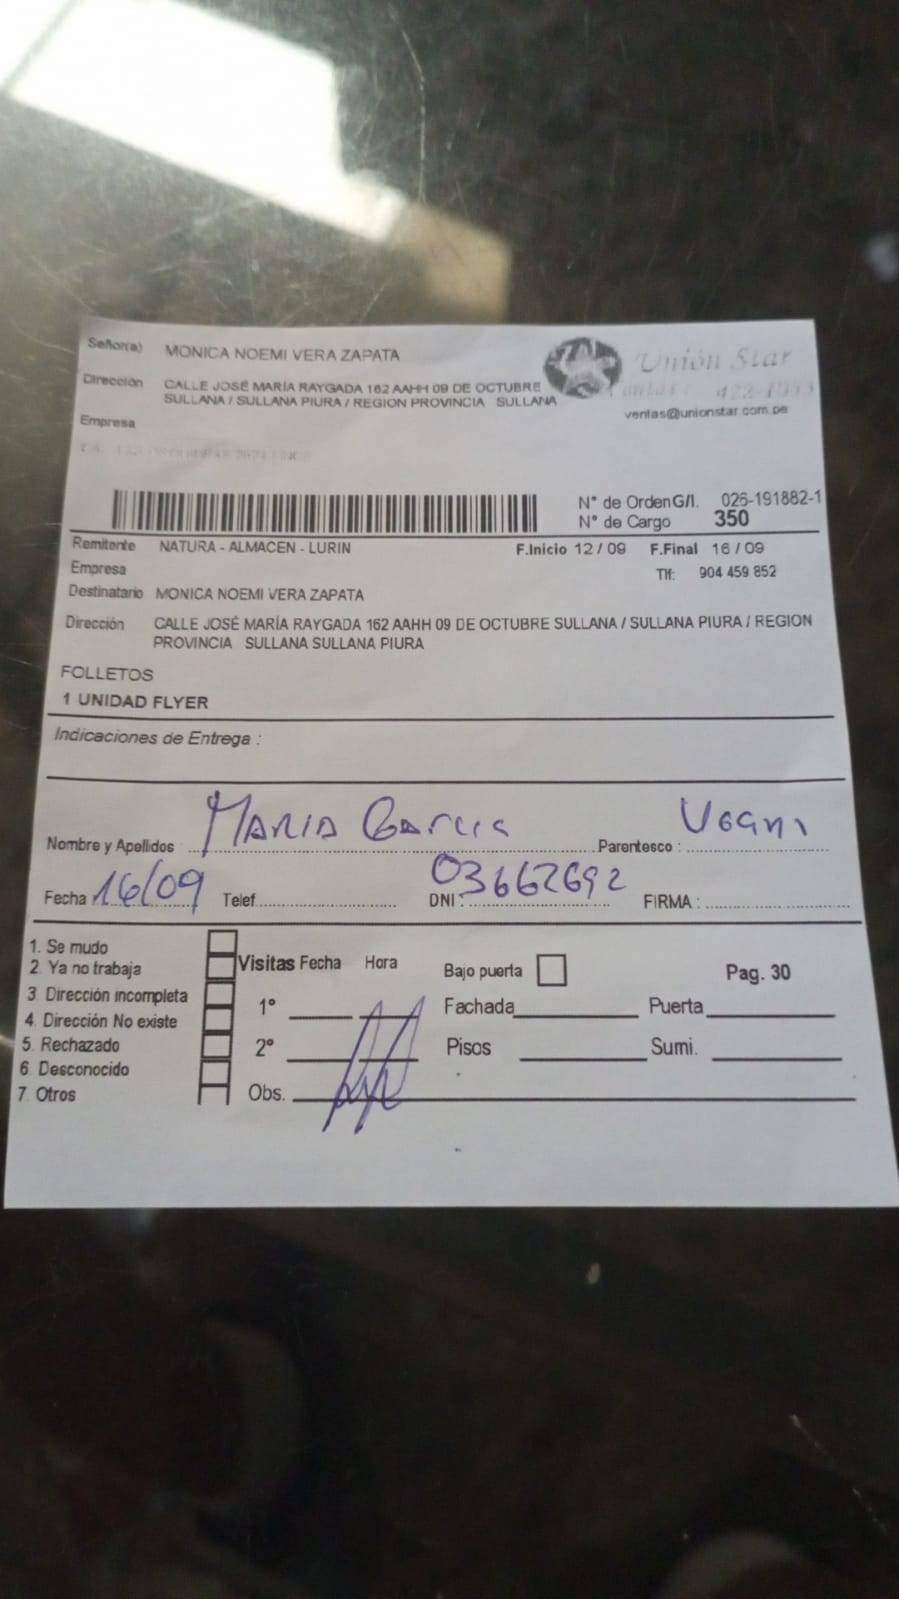 Señor(a) MONICA NOEMI VERA ZAPATA
Unión Star
Dirección CALLE JOSÉ MARÍA RAYGADA 162 AAHH 09 DE OCTUBRE
SULLANA / SULLANA PIURA / REGION PROVINCIA SULLANA
ventas@unionstar.com.pe
Empresa
N° de Orden G/I. 026-191882-1
N° de Cargo 350
Remitente NATURA - ALMACEN - LURIN F.Inicio 12 / 09 F.Final 16 / 09
Empresa Tlf: 904 459 852
Destinatario MONICA NOEMI VERA ZAPATA
Dirección CALLE JOSÉ MARÍA RAYGADA 162 AAHH 09 DE OCTUBRE SULLANA / SULLANA PIURA / REGION
PROVINCIA SULLANA SULLANA PIURA
FOLLETOS
1 UNIDAD FLYER
Indicaciones de Entrega :
Nombre y Apellidos MARIA GARCIA Parentesco :
Fecha 16/09 Telef DNI : 03662692 FIRMA :
1. Se mudo
2. Ya no trabaja Visitas Fecha Hora Bajo puerta Pag. 30
3. Dirección incompleta 1° Fachada Puerta
4. Dirección No existe
5. Rechazado 2° Pisos Sumi.
6. Desconocido
7. Otros Obs.